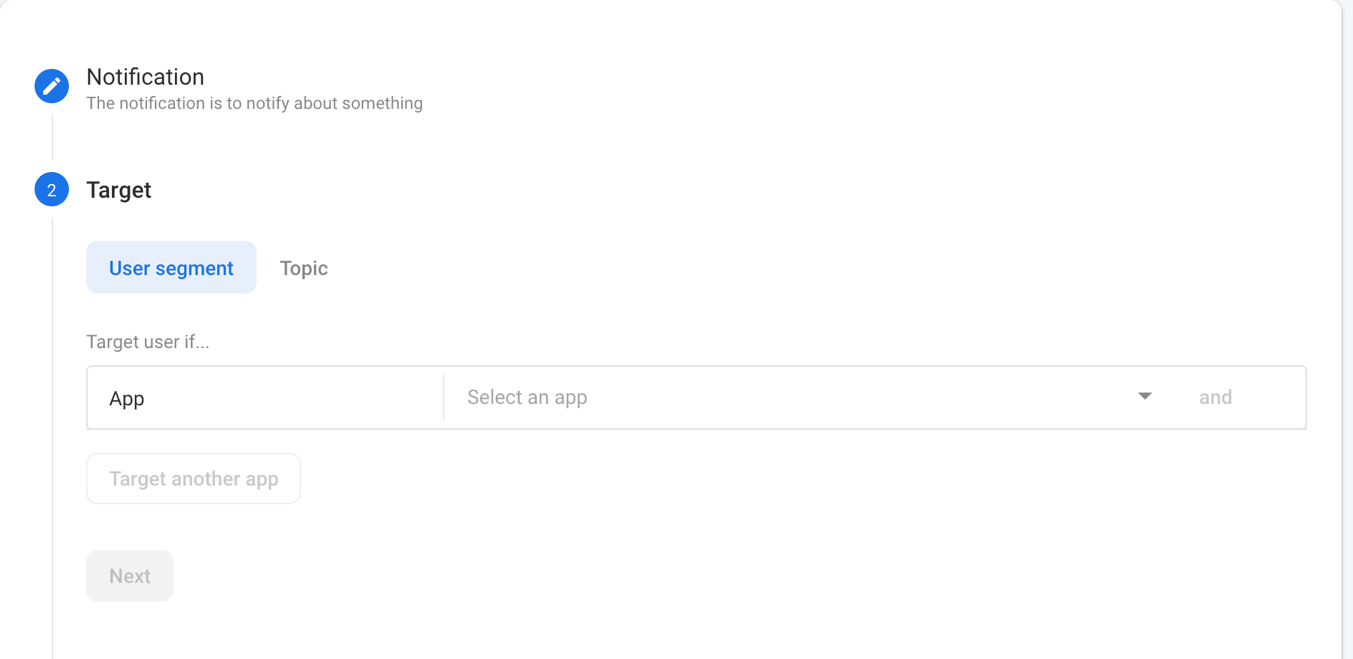 Notification
The notification is to notify about something
2
Target
User segment Topic
Target user if...
App Select an app and
Target another app
Next